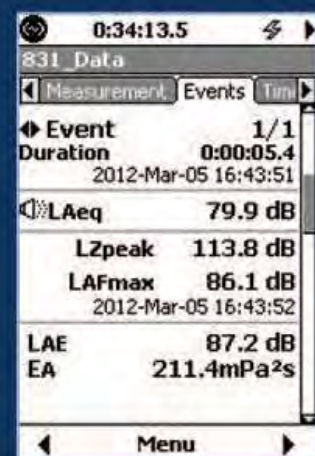 0:34:13.5
831_Data
Measurement Events Tim
Event 1/1
Duration 0:00:05.4
2012-Mar-05 16:43:51
LAeq 79.9 dB
LZpeak 113.8 dB
LAFmax 86.1 dB
2012-Mar-05 16:43:52
LAE 87.2 dB
EA 211.4mPa²s
Menu